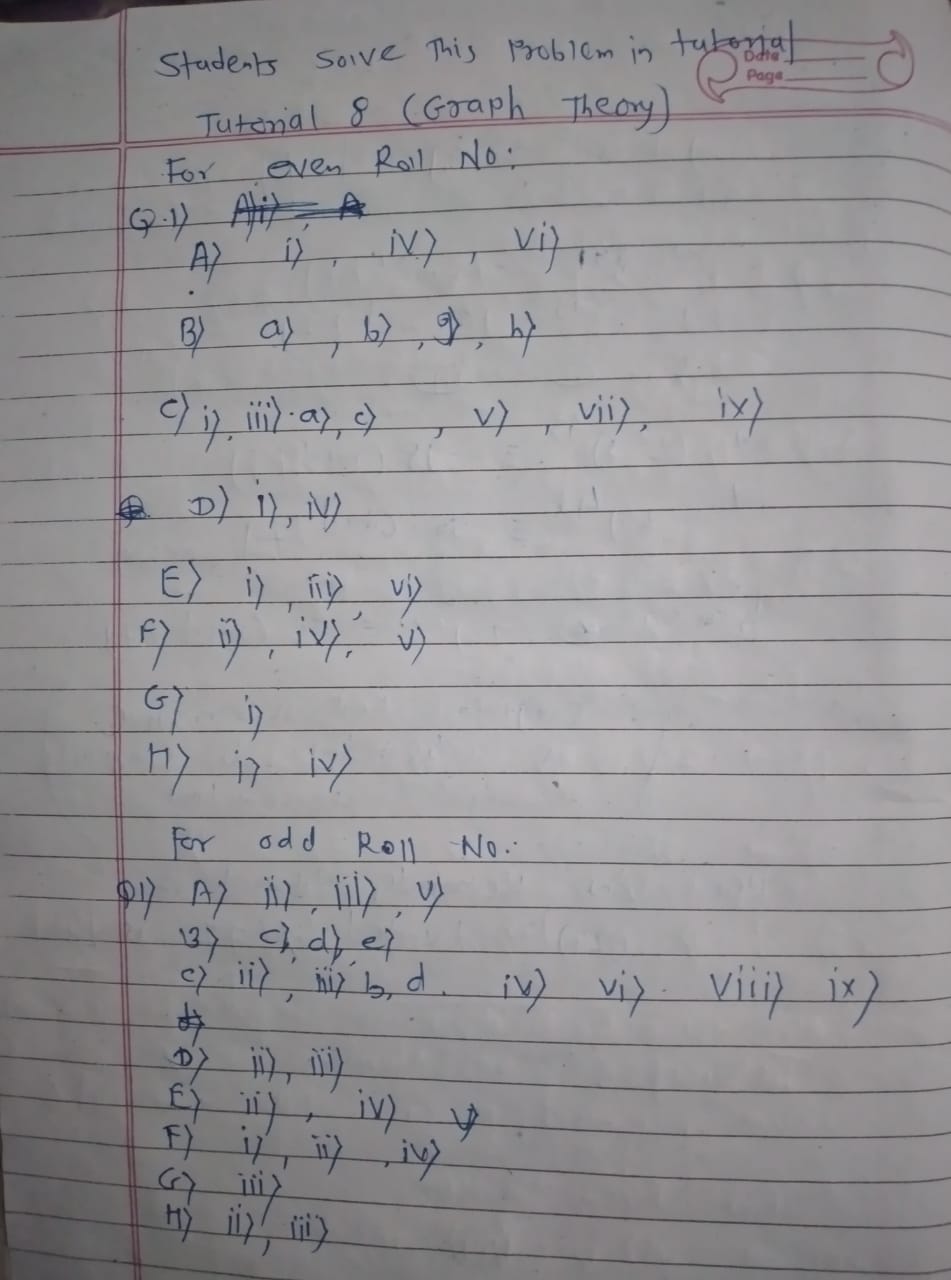 Students solve This Problem in tutorial
Date
Page
Tutorial 8 (Graph Theory)
For even Roll No:
Q.1)
A) i), iv), vi),
B) a), b), g), h)
C) i), iii) a), c), v), vii), ix)
D) i), iv)
E) i), iii), vi)
F) ii), iv), v)
G) i)
H) i) iv)
For odd Roll No.
Q1) A) ii), iii), v)
B) c), d), e)
c) ii), iii) b, d. iv) vi) viii) ix)
D) ii), iii)
E) ii), iv) v)
F) i), ii), iv)
G) iii)
H) ii), iii)